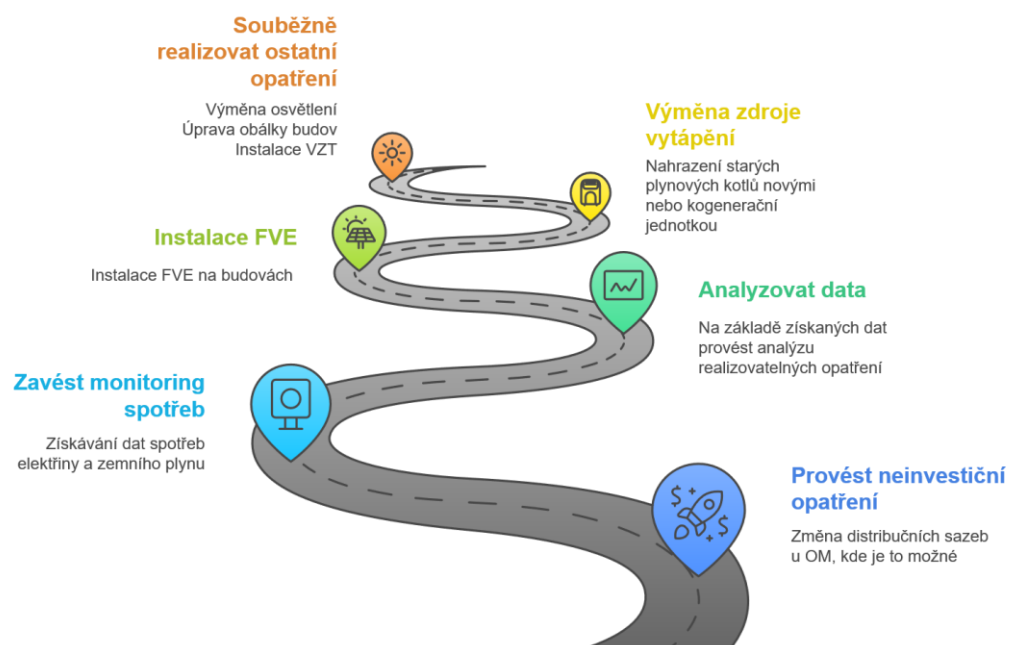 Souběžně
realizovat ostatní
opatření
Výměna osvětlení
Úprava obálky budov
Instalace VZT
Výměna zdroje
vytápění
Nahrazení starých
plynových kotlů novými
nebo kogenerační
jednotkou
Instalace FVE
Instalace FVE na budovách
Analyzovat data
Na základě získaných dat
provést analýzu
realizovatelných opatření
Zavést monitoring
spotřeb
Získávání dat spotřeb
elektřiny a zemního plynu
Provést neinvestiční
opatření
Změna distribučních sazeb
u OM, kde je to možné